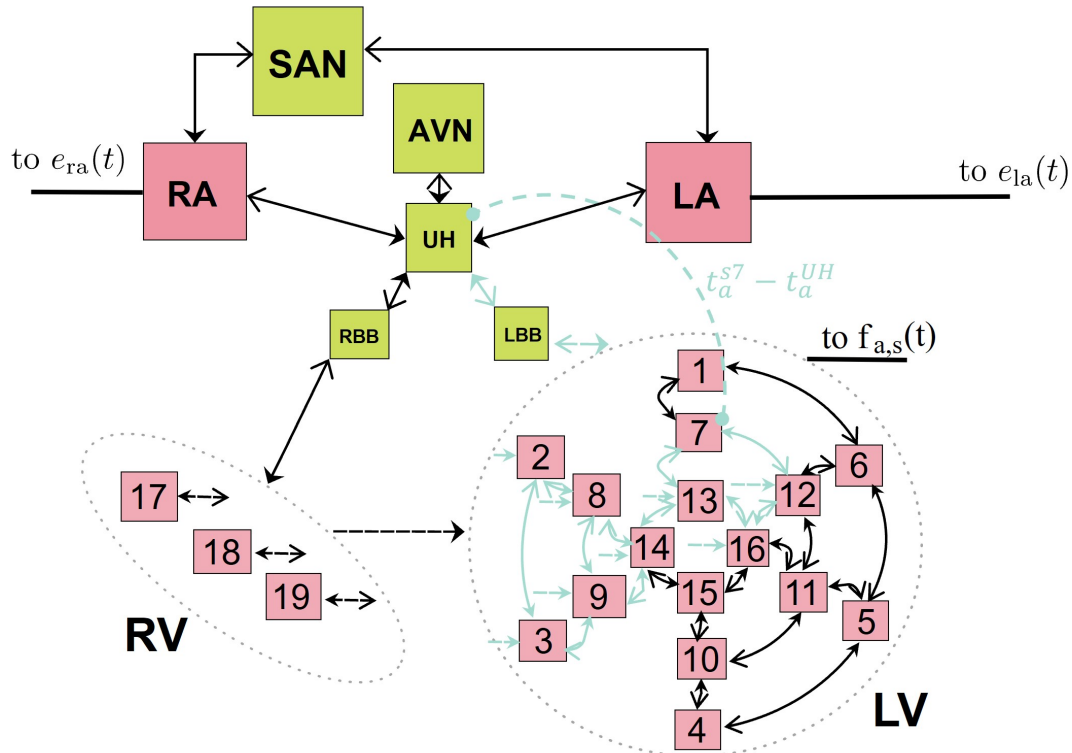 SAN
AVN
to e_ra(t)
RA
LA
to e_la(t)
UH
t_a^{s7} − t_a^{UH}
RBB
LBB
to f_{a,s}(t)
1
7
6
2
12
8
13
17
14
16
18
9
15
11
19
5
3
10
RV
4
LV